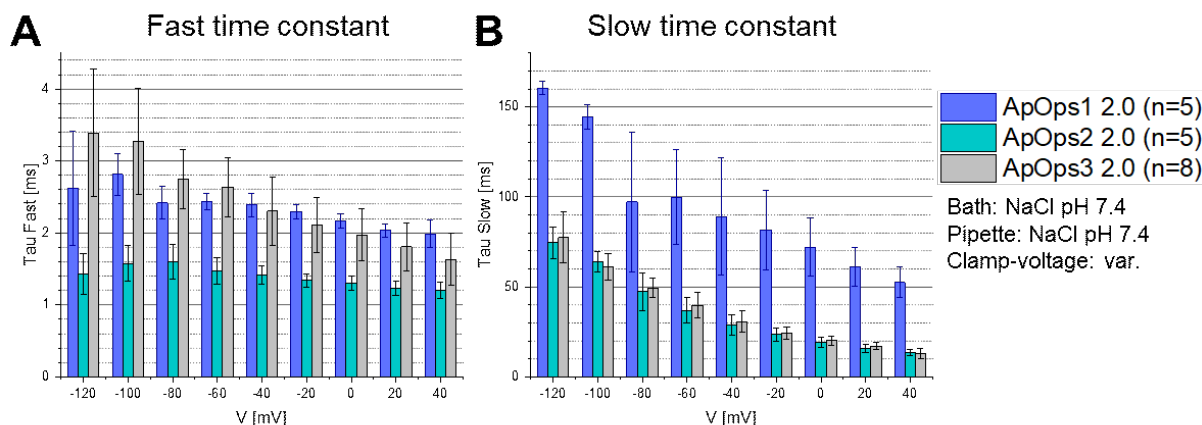 A
Fast time constant
Tau Fast [ms]
4
3
2
1
0
-120 -100 -80 -60 -40 -20 0 20 40
V [mV]
B
Slow time constant
Tau Slow [ms]
150
100
50
0
-120 -100 -80 -60 -40 -20 0 20 40
V [mV]
ApOps1 2.0 (n=5)
ApOps2 2.0 (n=5)
ApOps3 2.0 (n=8)
Bath: NaCl pH 7.4
Pipette: NaCl pH 7.4
Clamp-voltage: var.